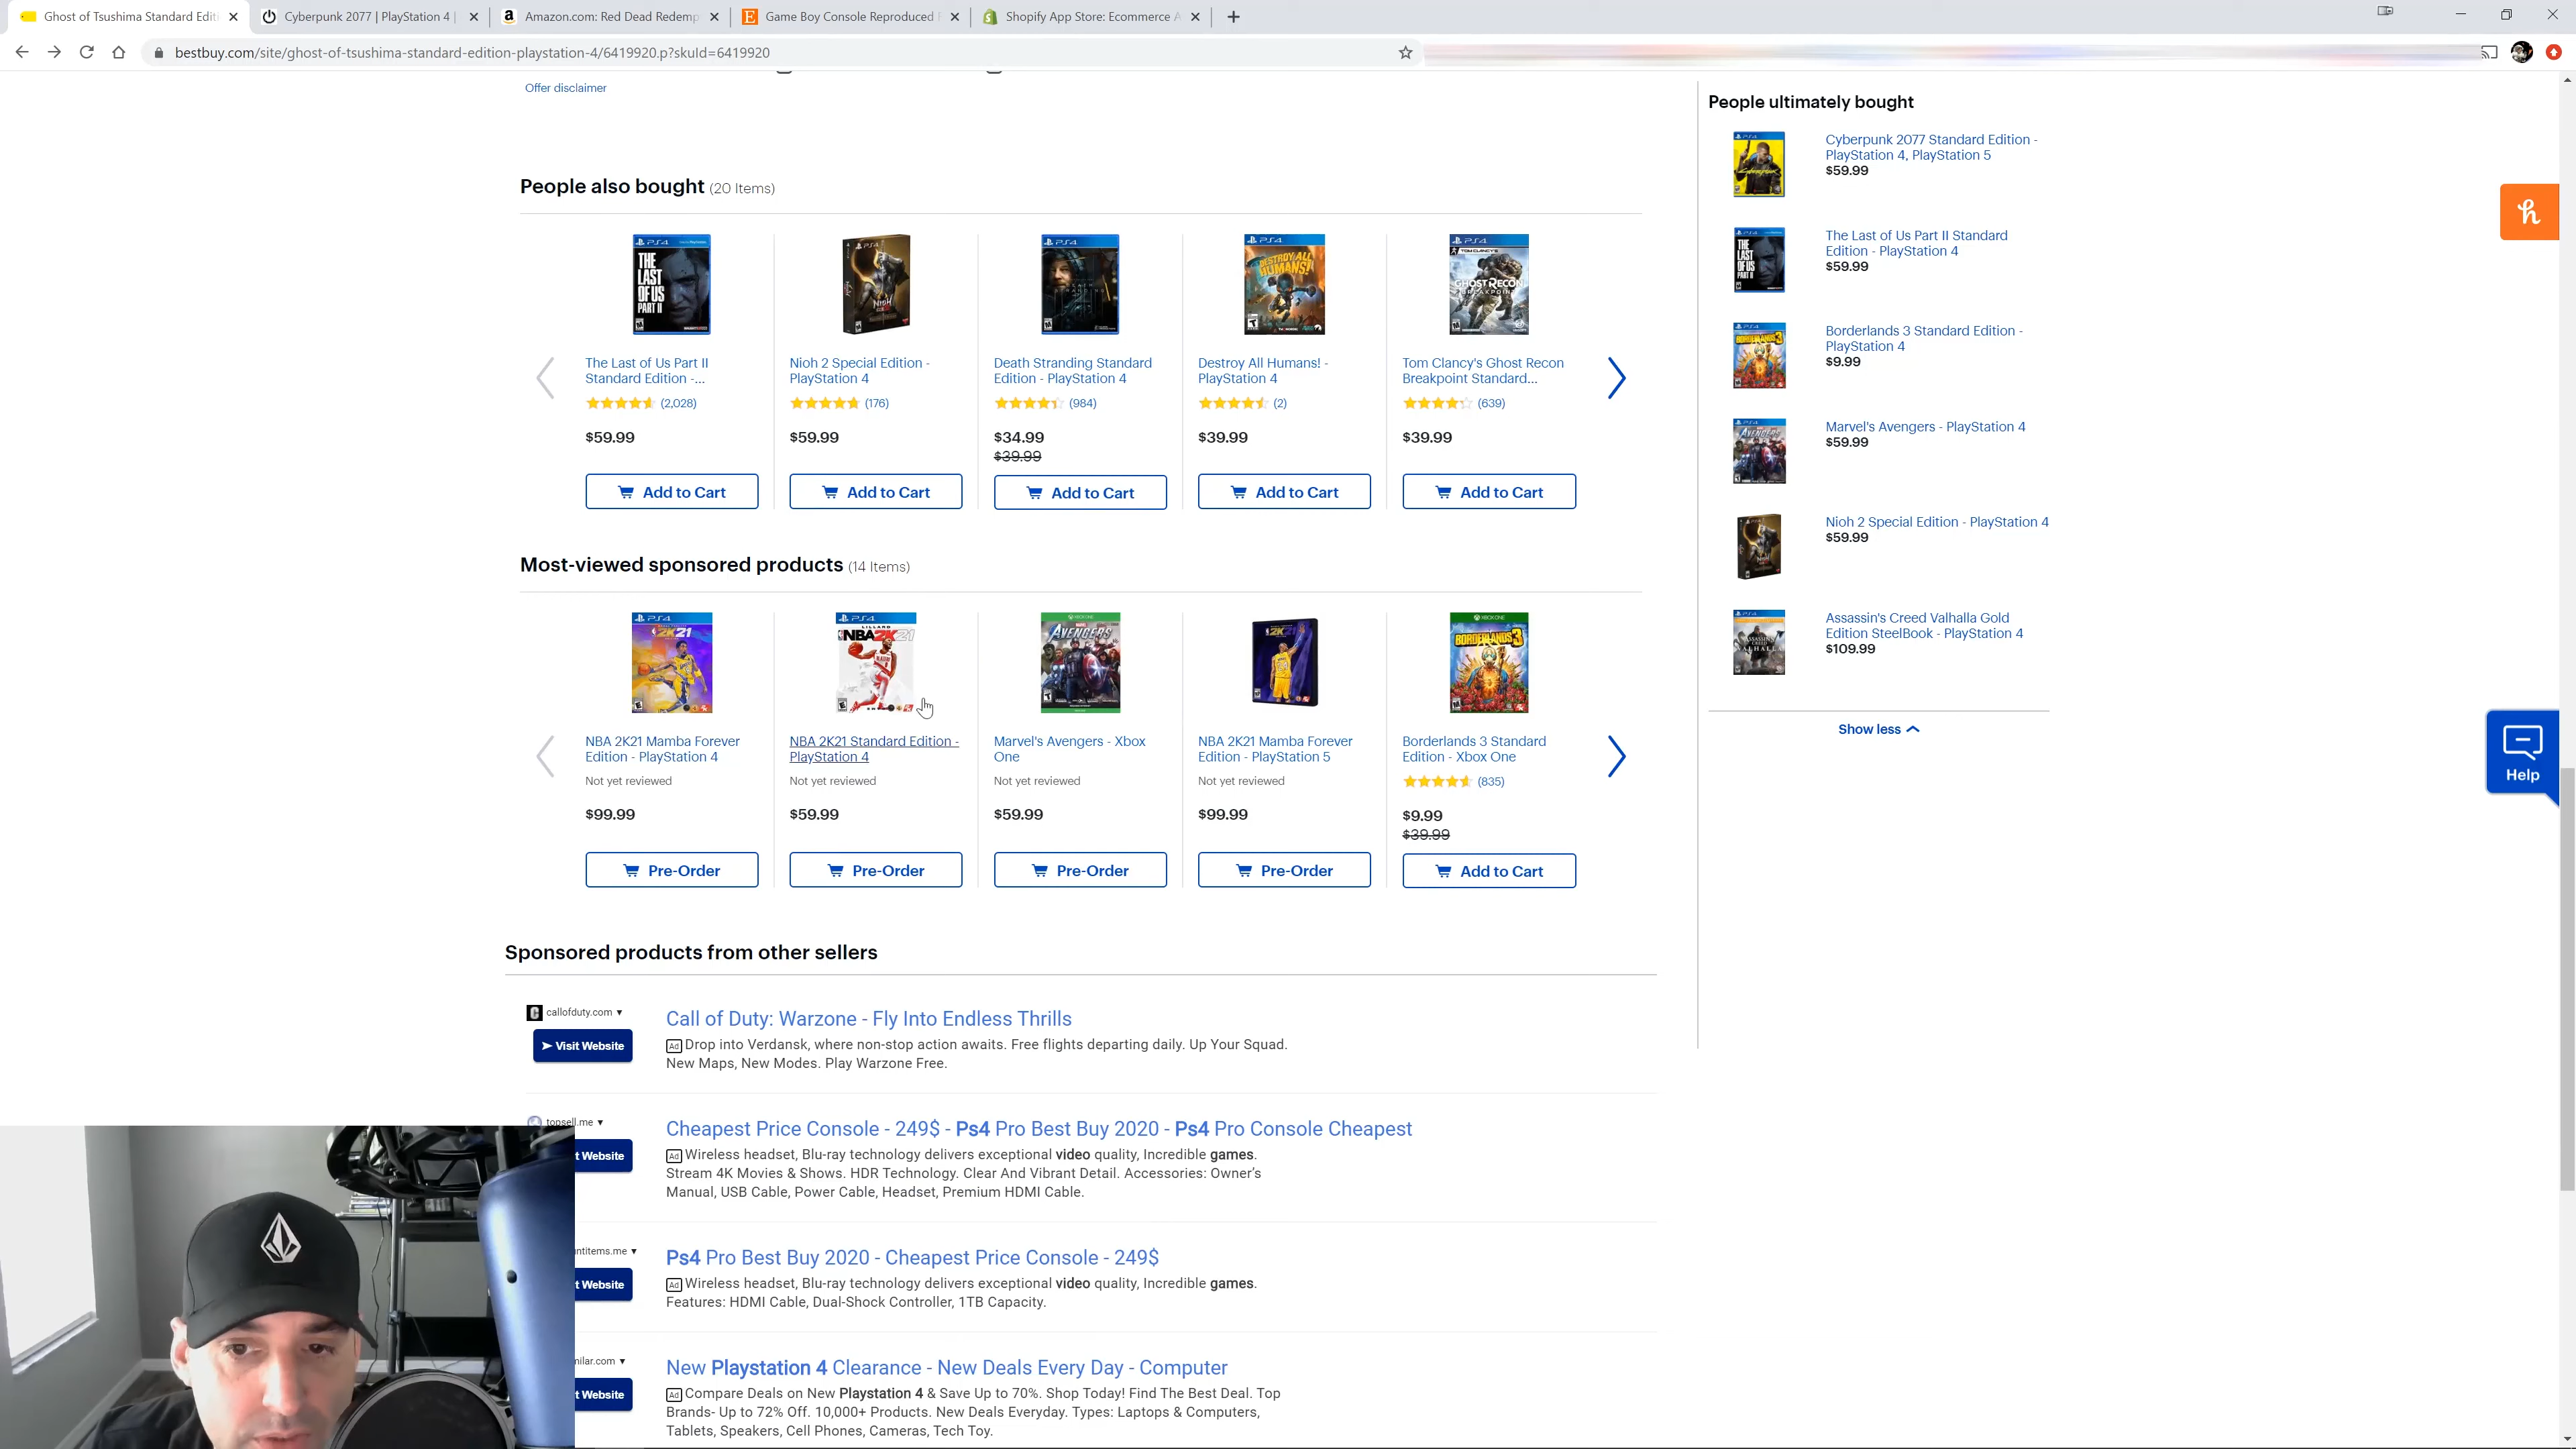 Ghost of Tsushima Standard Editi
Cyberpunk 2077 | PlayStation 4 |
Amazon.com: Red Dead Redemp
Game Boy Console Reproduced
Shopify App Store: Ecommerce A
bestbuy.com/site/ghost-of-tsushima-standard-edition-playstation-4/6419920.p?skuId=6419920
Offer disclaimer
People also bought (20 Items)
The Last of Us Part II
Standard Edition -...
(2,028)
$59.99
Add to Cart
Nioh 2 Special Edition -
PlayStation 4
(176)
$59.99
Add to Cart
Death Stranding Standard
Edition - PlayStation 4
(984)
$34.99
$39.99
Add to Cart
Destroy All Humans! -
PlayStation 4
(2)
$39.99
Add to Cart
Tom Clancy's Ghost Recon
Breakpoint Standard...
(639)
$39.99
Add to Cart
Most-viewed sponsored products (14 Items)
NBA 2K21 Mamba Forever
Edition - PlayStation 4
Not yet reviewed
$99.99
Pre-Order
NBA 2K21 Standard Edition -
PlayStation 4
Not yet reviewed
$59.99
Pre-Order
Marvel's Avengers - Xbox
One
Not yet reviewed
$59.99
Pre-Order
NBA 2K21 Mamba Forever
Edition - PlayStation 5
Not yet reviewed
$99.99
Pre-Order
Borderlands 3 Standard
Edition - Xbox One
(835)
$9.99
$39.99
Add to Cart
People ultimately bought
Cyberpunk 2077 Standard Edition -
PlayStation 4, PlayStation 5
$59.99
The Last of Us Part II Standard
Edition - PlayStation 4
$59.99
Borderlands 3 Standard Edition -
PlayStation 4
$9.99
Marvel's Avengers - PlayStation 4
$59.99
Nioh 2 Special Edition - PlayStation 4
$59.99
Assassin's Creed Valhalla Gold
Edition SteelBook - PlayStation 4
$109.99
Show less
Help
Sponsored products from other sellers
callofduty.com
Visit Website
Call of Duty: Warzone - Fly Into Endless Thrills
Ad Drop into Verdansk, where non-stop action awaits. Free flights departing daily. Up Your Squad.
New Maps, New Modes. Play Warzone Free.
topsell.me
t Website
Cheapest Price Console - 249$ - Ps4 Pro Best Buy 2020 - Ps4 Pro Console Cheapest
Ad Wireless headset, Blu-ray technology delivers exceptional video quality, Incredible games.
Stream 4K Movies & Shows. HDR Technology. Clear And Vibrant Detail. Accessories: Owner's
Manual, USB Cable, Power Cable, Headset, Premium HDMI Cable.
ntitems.me
t Website
Ps4 Pro Best Buy 2020 - Cheapest Price Console - 249$
Ad Wireless headset, Blu-ray technology delivers exceptional video quality, Incredible games.
Features: HDMI Cable, Dual-Shock Controller, 1TB Capacity.
milar.com
t Website
New Playstation 4 Clearance - New Deals Every Day - Computer
Ad Compare Deals on New Playstation 4 & Save Up to 70%. Shop Today! Find The Best Deal. Top
Brands- Up to 72% Off. 10,000+ Products. New Deals Everyday. Types: Laptops & Computers,
Tablets, Speakers, Cell Phones, Cameras, Tech Toy.